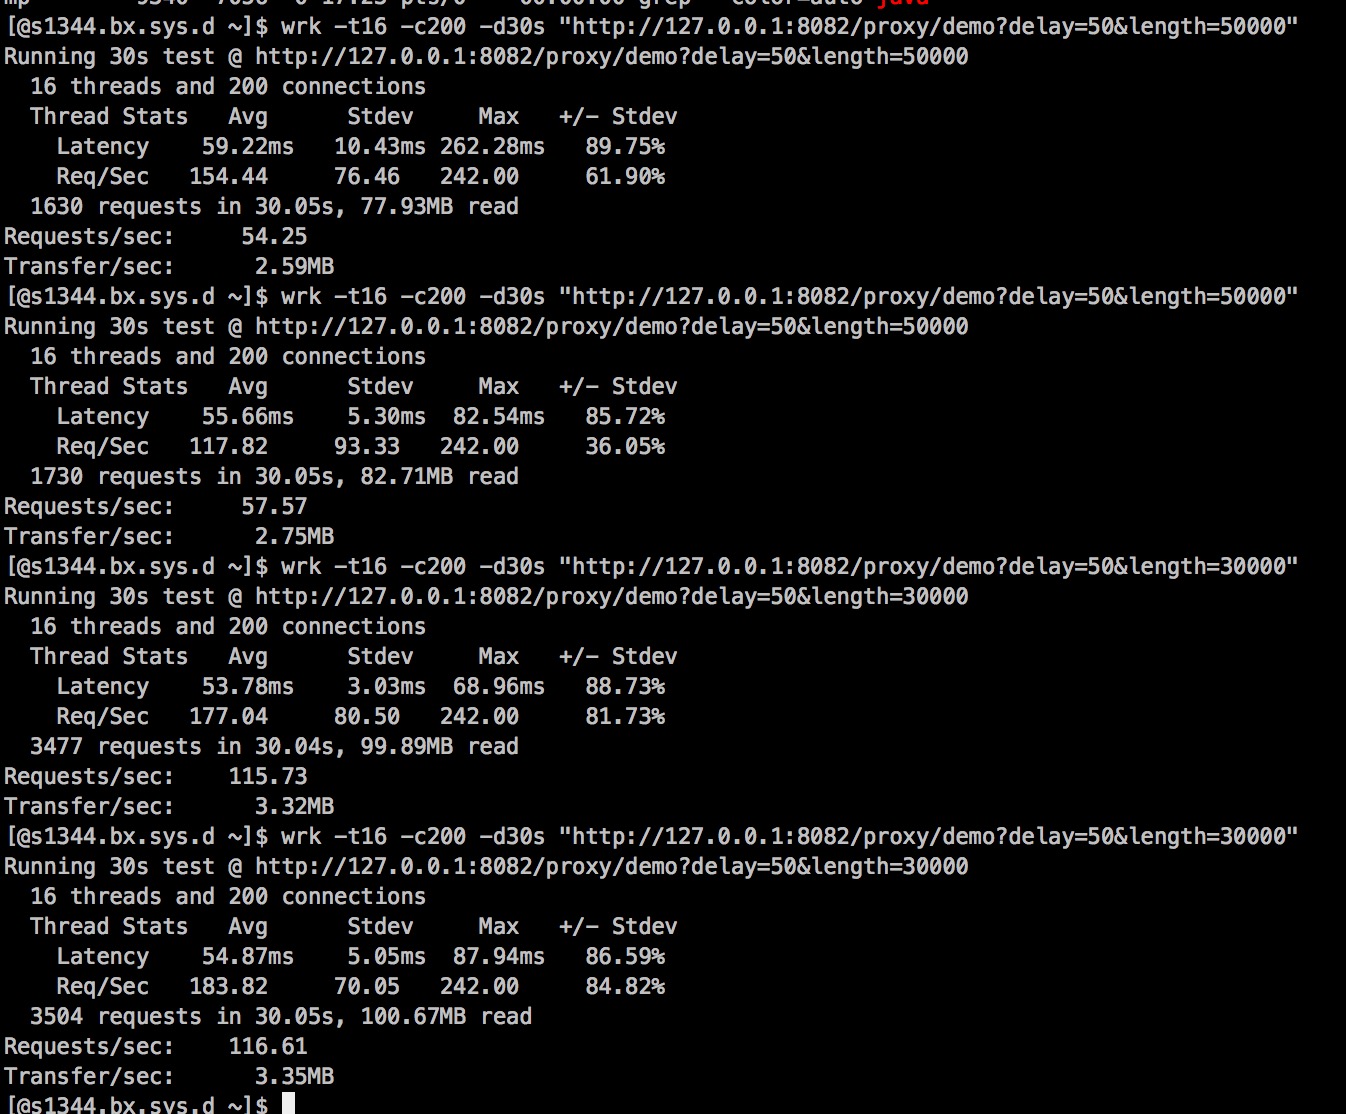 [@s1344.bx.sys.d ~]$ wrk -t16 -c200 -d30s "http://127.0.0.1:8082/proxy/demo?delay=50&length=50000"
Running 30s test @ http://127.0.0.1:8082/proxy/demo?delay=50&length=50000
  16 threads and 200 connections
  Thread Stats   Avg      Stdev     Max   +/- Stdev
    Latency    59.22ms   10.43ms 262.28ms   89.75%
    Req/Sec   154.44     76.46   242.00     61.90%
  1630 requests in 30.05s, 77.93MB read
Requests/sec:     54.25
Transfer/sec:      2.59MB
[@s1344.bx.sys.d ~]$ wrk -t16 -c200 -d30s "http://127.0.0.1:8082/proxy/demo?delay=50&length=50000"
Running 30s test @ http://127.0.0.1:8082/proxy/demo?delay=50&length=50000
  16 threads and 200 connections
  Thread Stats   Avg      Stdev     Max   +/- Stdev
    Latency    55.66ms    5.30ms  82.54ms   85.72%
    Req/Sec   117.82     93.33   242.00     36.05%
  1730 requests in 30.05s, 82.71MB read
Requests/sec:     57.57
Transfer/sec:      2.75MB
[@s1344.bx.sys.d ~]$ wrk -t16 -c200 -d30s "http://127.0.0.1:8082/proxy/demo?delay=50&length=30000"
Running 30s test @ http://127.0.0.1:8082/proxy/demo?delay=50&length=30000
  16 threads and 200 connections
  Thread Stats   Avg      Stdev     Max   +/- Stdev
    Latency    53.78ms    3.03ms  68.96ms   88.73%
    Req/Sec   177.04     80.50   242.00     81.73%
  3477 requests in 30.04s, 99.89MB read
Requests/sec:    115.73
Transfer/sec:      3.32MB
[@s1344.bx.sys.d ~]$ wrk -t16 -c200 -d30s "http://127.0.0.1:8082/proxy/demo?delay=50&length=30000"
Running 30s test @ http://127.0.0.1:8082/proxy/demo?delay=50&length=30000
  16 threads and 200 connections
  Thread Stats   Avg      Stdev     Max   +/- Stdev
    Latency    54.87ms    5.05ms  87.94ms   86.59%
    Req/Sec   183.82     70.05   242.00     84.82%
  3504 requests in 30.05s, 100.67MB read
Requests/sec:    116.61
Transfer/sec:      3.35MB
[@s1344.bx.sys.d ~]$